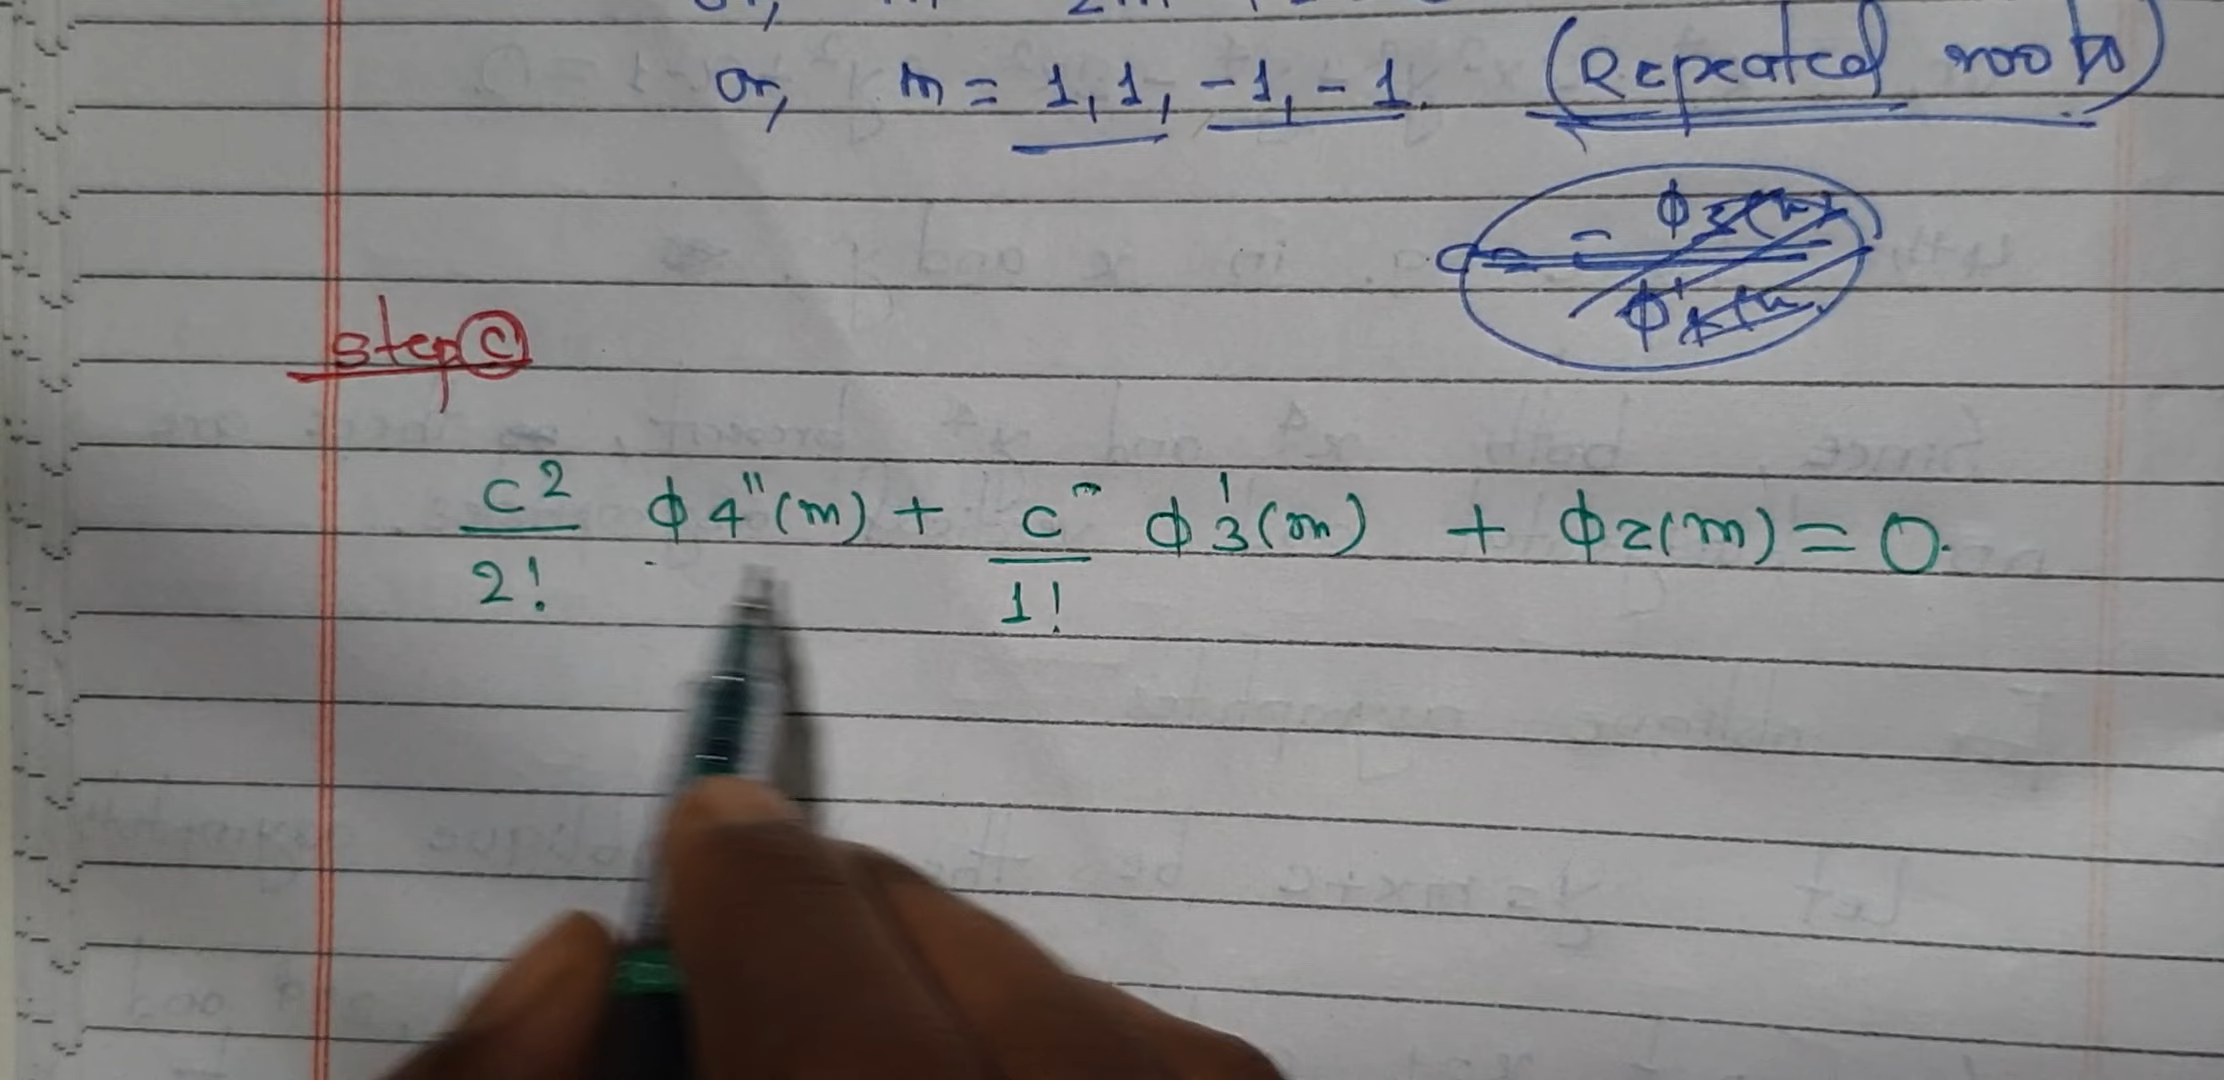 or, m = 1, 1, -1, -1. (Repeated roots)
step ⓒ
c²/2! ϕ4''(m) + c/1! ϕ3'(m) + ϕ2(m) = 0.